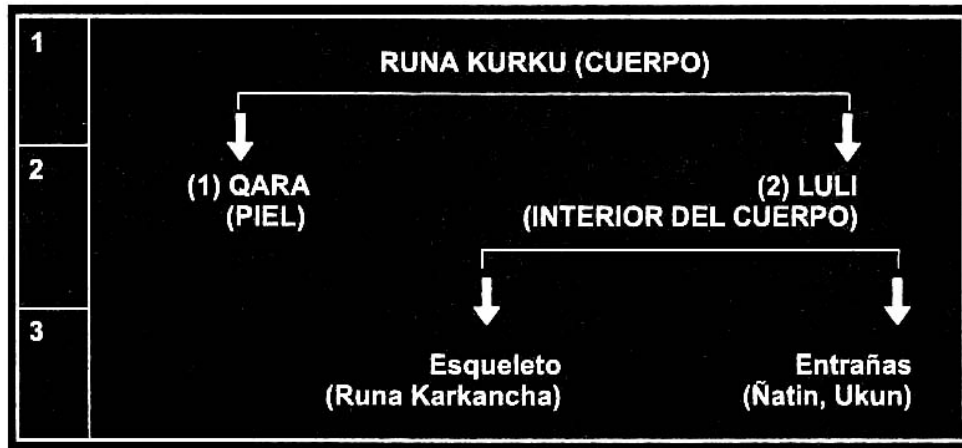 1
RUNA KURKU (CUERPO)
2
(1) QARA
(PIEL)
(2) LULI
(INTERIOR DEL CUERPO)
3
Esqueleto
(Runa Karkancha)
Entrañas
(Ñatin, Ukun)